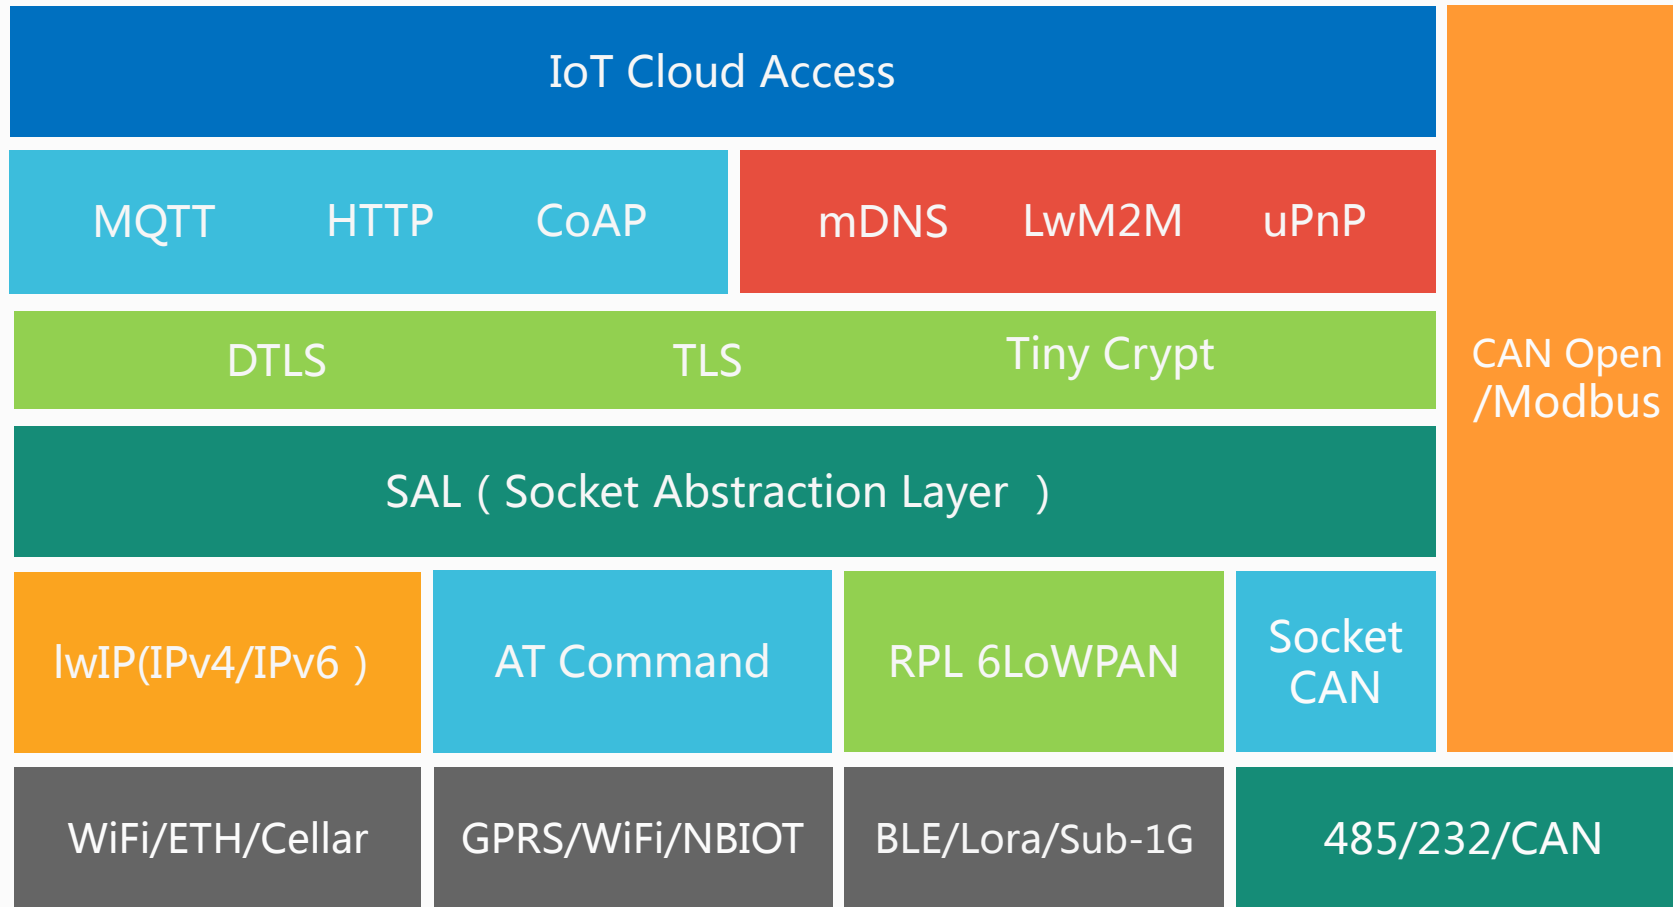 IoT Cloud Access
MQTT HTTP CoAP mDNS LwM2M uPnP
DTLS TLS Tiny Crypt
CAN Open
/Modbus
SAL ( Socket Abstraction Layer )
lwIP(IPv4/IPv6 ) AT Command RPL 6LoWPAN
Socket
CAN
WiFi/ETH/Cellar GPRS/WiFi/NBIOT BLE/Lora/Sub-1G 485/232/CAN